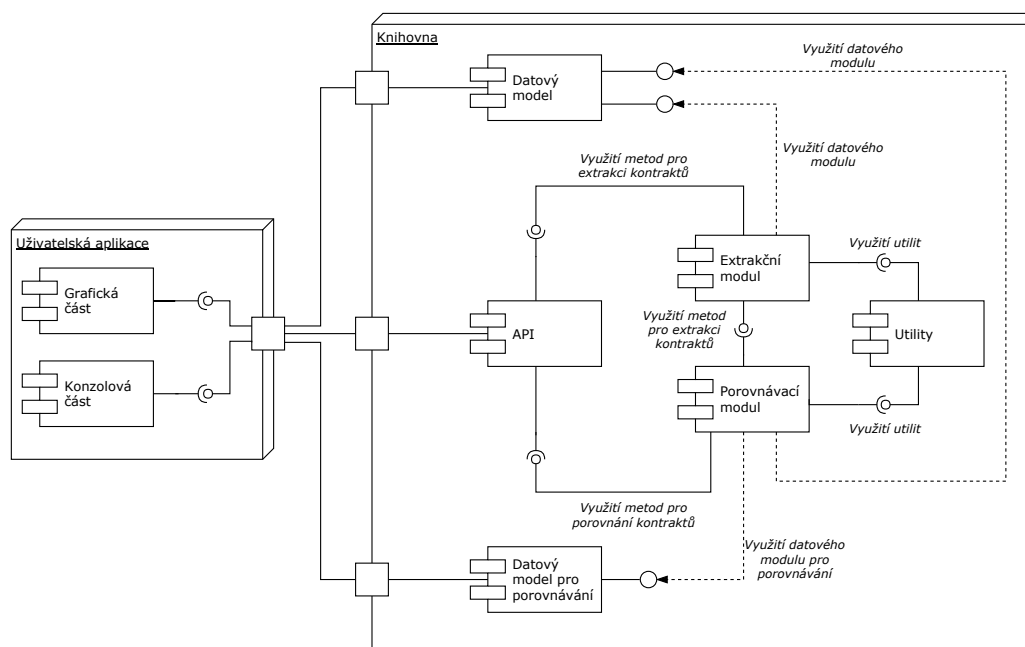 Knihovna
Datový
model
Využití datového
modulu
Využití datového
modulu
Využití metod pro
extrakci kontraktů
Uživatelská aplikace
Grafická
část
Konzolová
část
API
Extrakční
modul
Využití utilit
Využití metod
pro extrakci
kontraktů
Utility
Porovnávací
modul
Využití utilit
Využití metod pro
porovnání kontraktů
Datový
model pro
porovnávání
Využití datového
modulu pro
porovnávání